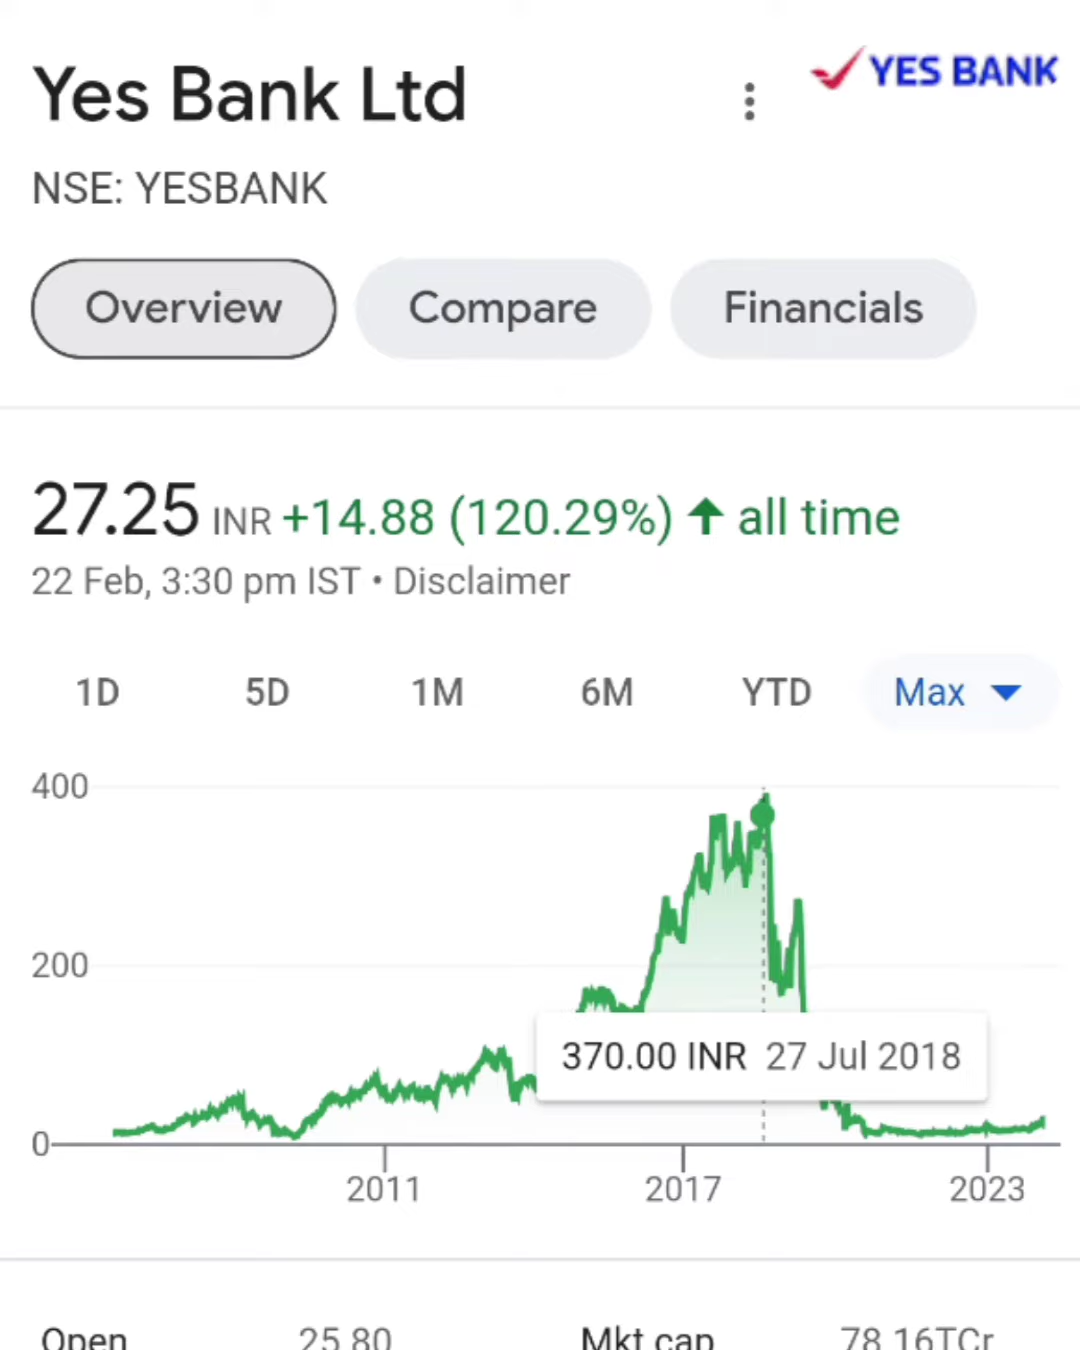 Yes Bank Ltd
YES BANK
NSE: YESBANK
Overview Compare Financials
27.25 INR +14.88 (120.29%) ↑ all time
22 Feb, 3:30 pm IST • Disclaimer
1D 5D 1M 6M YTD Max
400
200
370.00 INR 27 Jul 2018
0
2011 2017 2023
Open 25.80 Mkt cap 78.16TCr